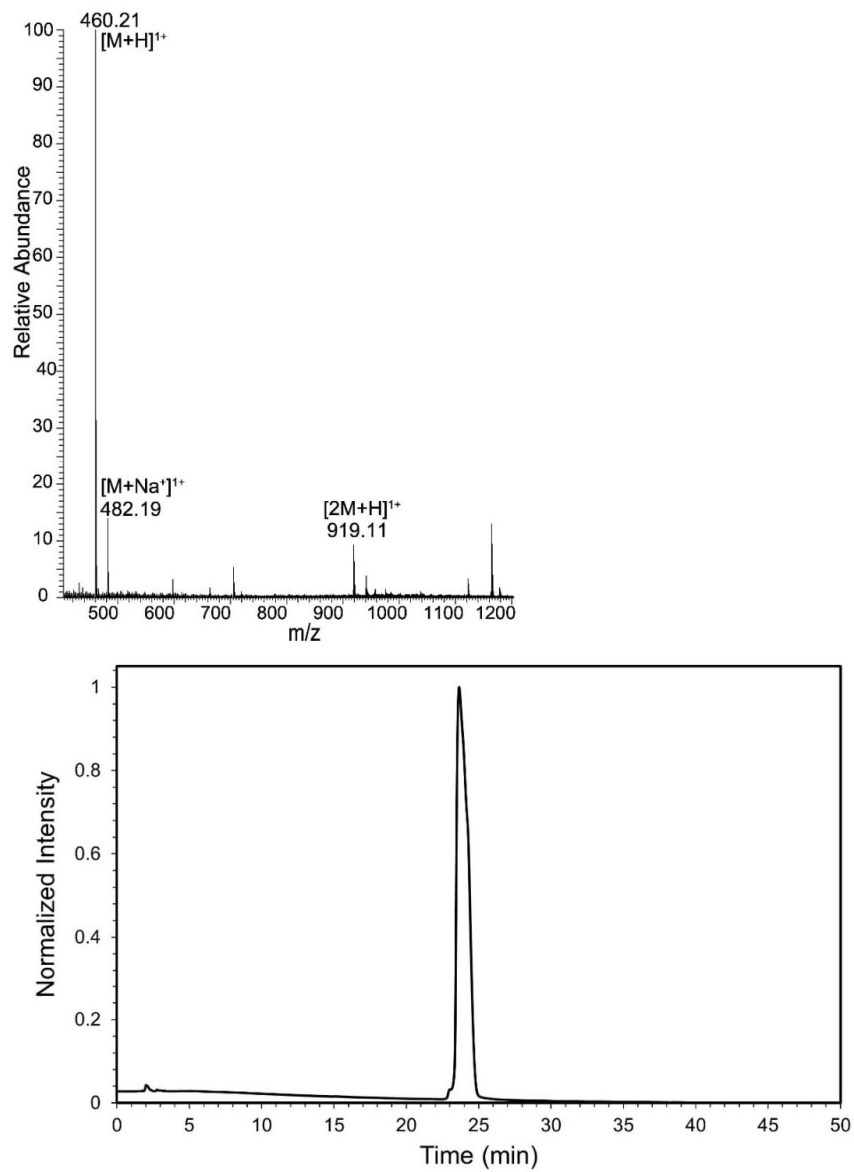 460.21
[M+H]¹⁺
100
90
80
70
60
50
40
30
20
10
0
Relative Abundance
[M+Na⁺]¹⁺
482.19
[2M+H]¹⁺
919.11
500 600 700 800 900 1000 1100 1200
m/z
1
0.8
0.6
0.4
0.2
0
Normalized Intensity
0 5 10 15 20 25 30 35 40 45 50
Time (min)